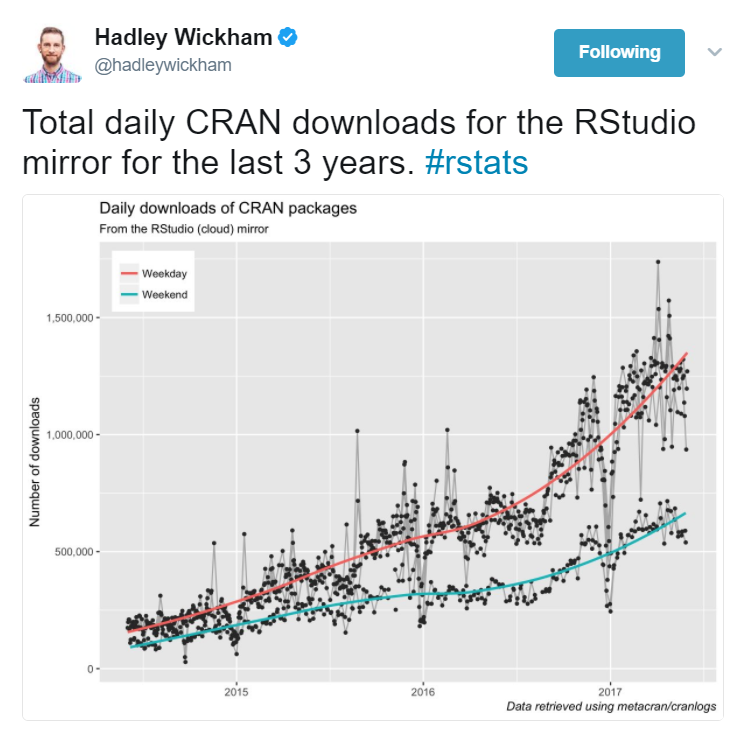 Hadley Wickham
@hadleywickham
Following
Total daily CRAN downloads for the RStudio
mirror for the last 3 years. #rstats
Daily downloads of CRAN packages
From the RStudio (cloud) mirror
Weekday
Weekend
Number of downloads
1,500,000
1,000,000
500,000
0
2015
2016
2017
Data retrieved using metacran/cranlogs